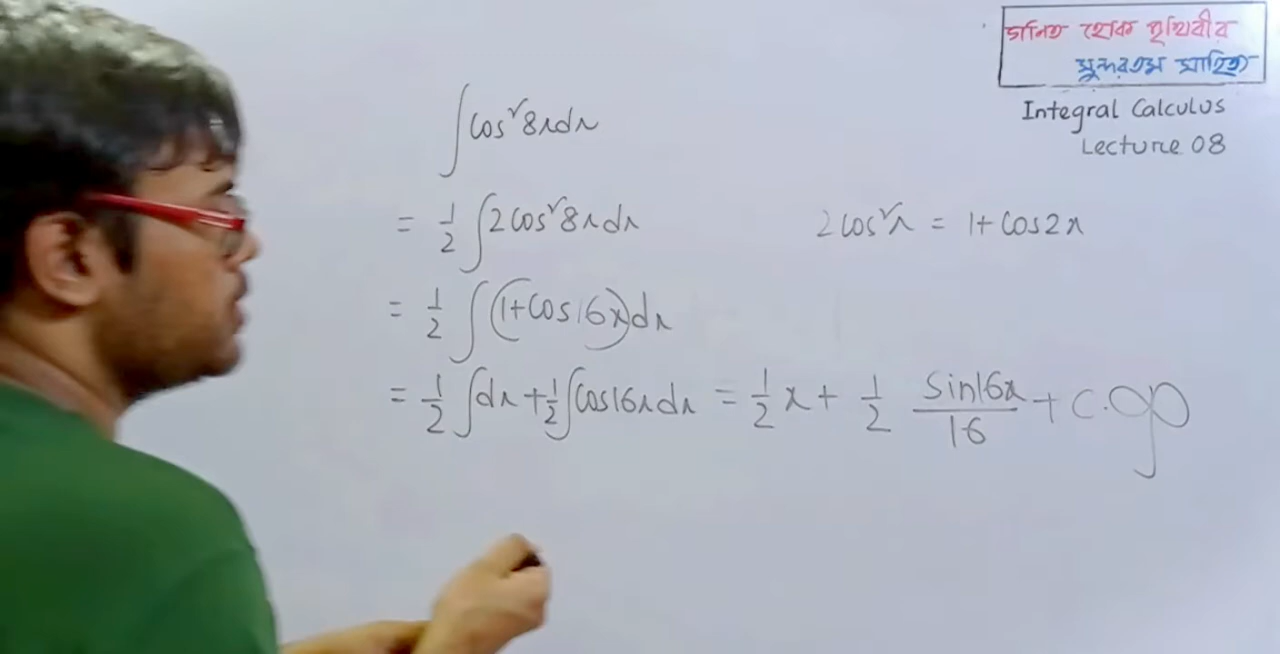 গনিত হোক পৃথিবীর
সুন্দরতম সাহিত্য
Integral Calculus
Lecture 08
∫cos²8x dx
= 1/2 ∫2cos²8x dx
2cos²x = 1+cos2x
= 1/2 ∫(1+cos16x)dx
= 1/2 ∫dx + 1/2 ∫cos16x dx = 1/2 x + 1/2 sin16x/16 + c.